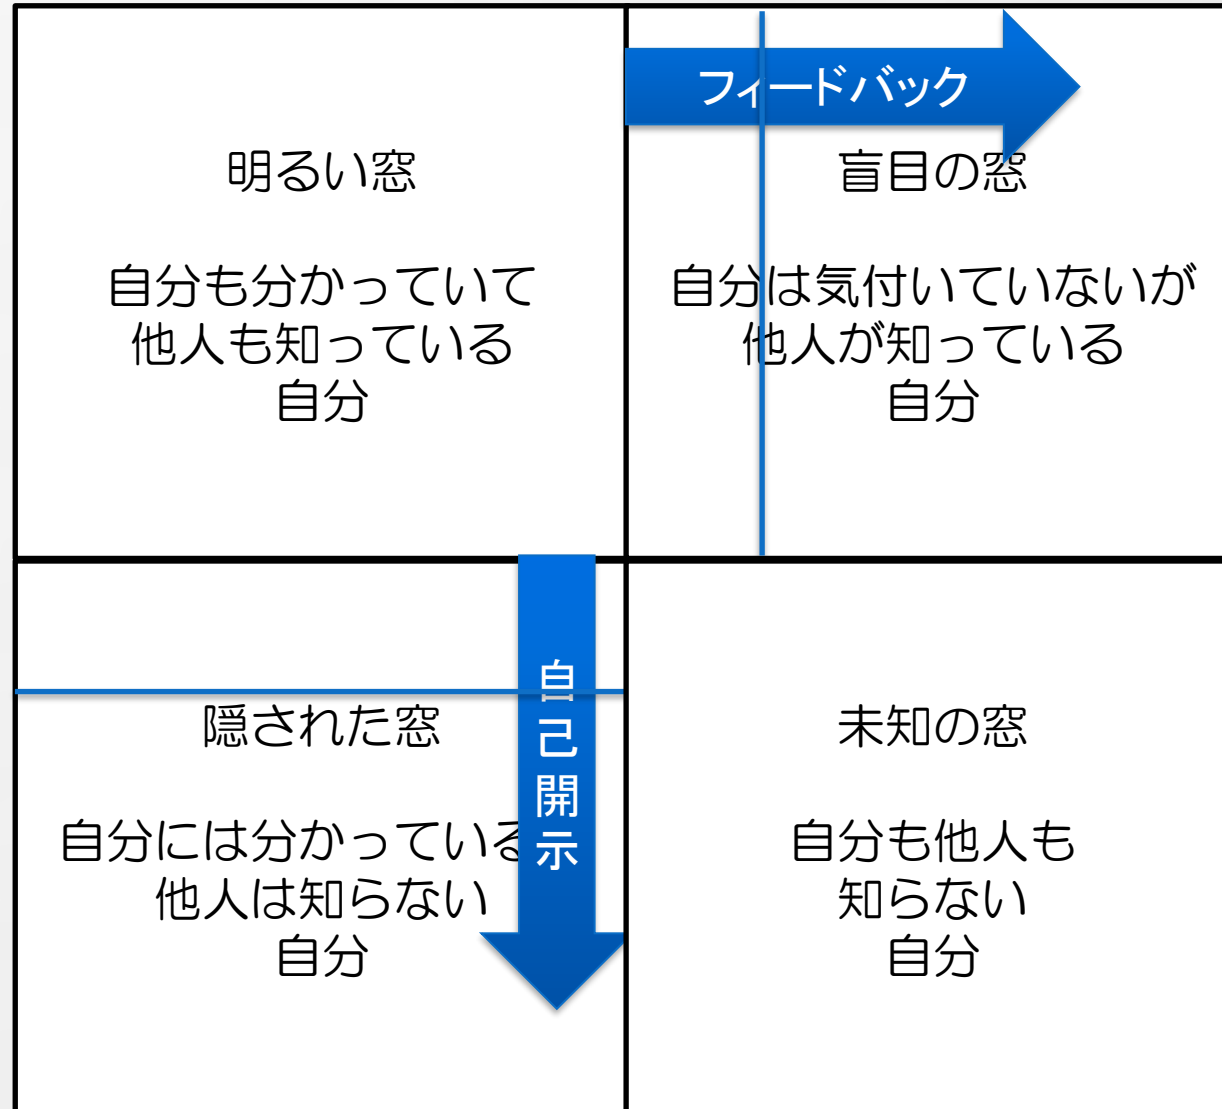 フィードバック
明るい窓
自分も分かっていて
他人も知っている
自分
盲目の窓
自分は気付いていないが
他人が知っている
自分
自己開示
隠された窓
自分には分かっている
他人は知らない
自分
未知の窓
自分も他人も
知らない
自分